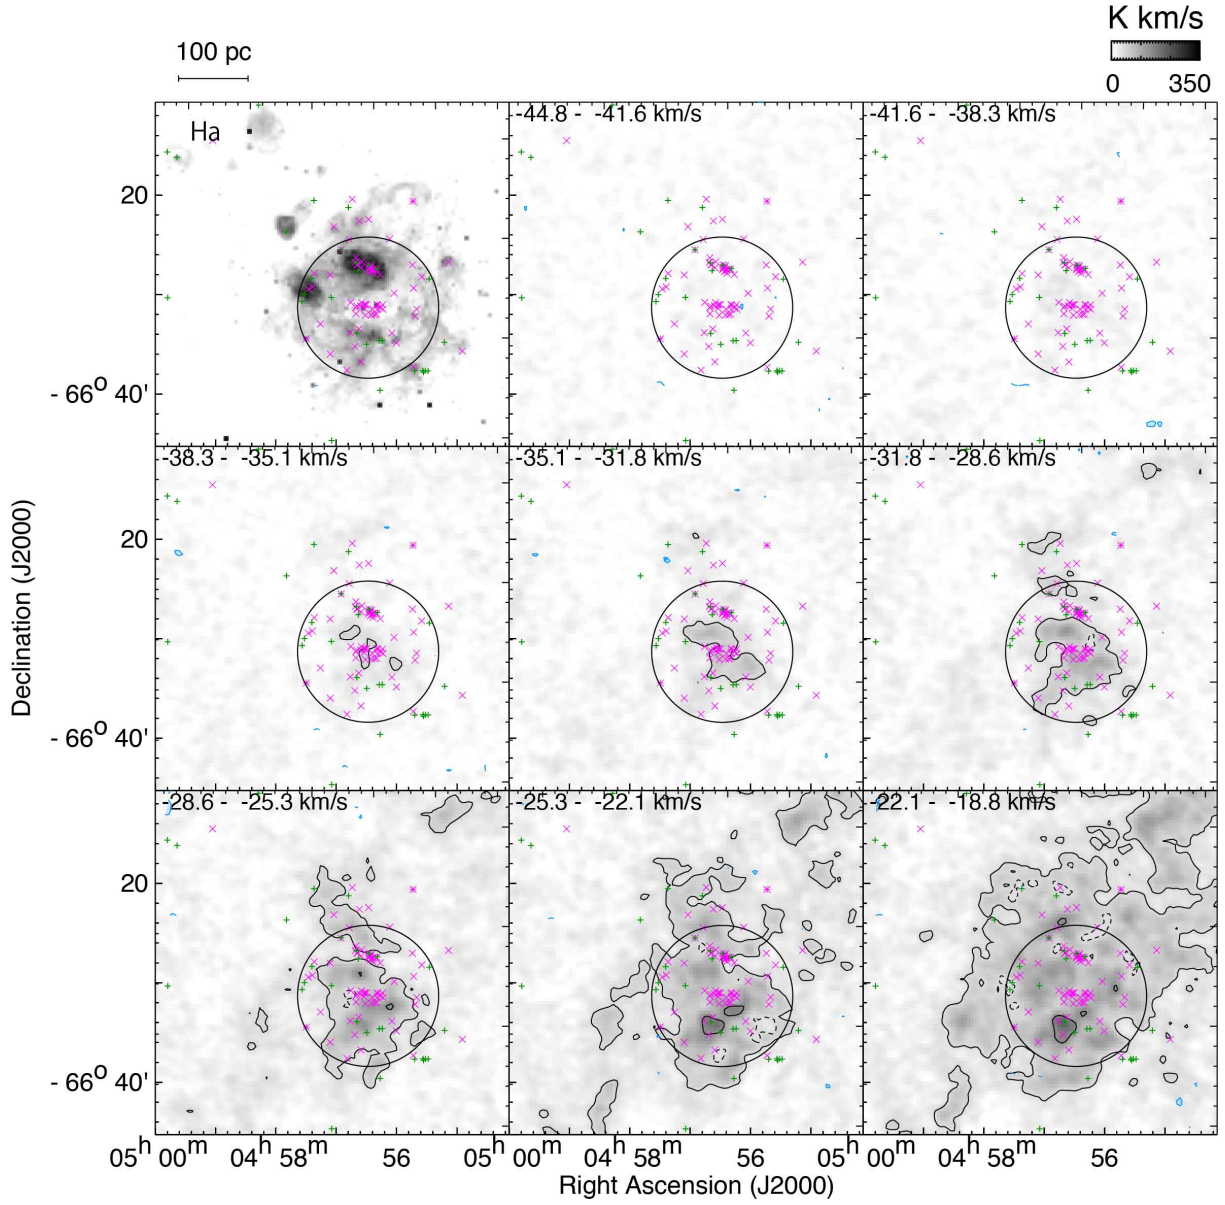 K km/s
100 pc
0 350
Ha
-44.8 - -41.6 km/s
-41.6 - -38.3 km/s
20
- 66º 40'
-38.3 - -35.1 km/s
-35.1 - -31.8 km/s
-31.8 - -28.6 km/s
20
- 66º 40'
Declination (J2000)
-28.6 - -25.3 km/s
-25.3 - -22.1 km/s
-22.1 - -18.8 km/s
20
- 66º 40'
05h 00m 04h 58m 56 05h 00m 04h 58m 56 05h 00m 04h 58m 56
Right Ascension (J2000)